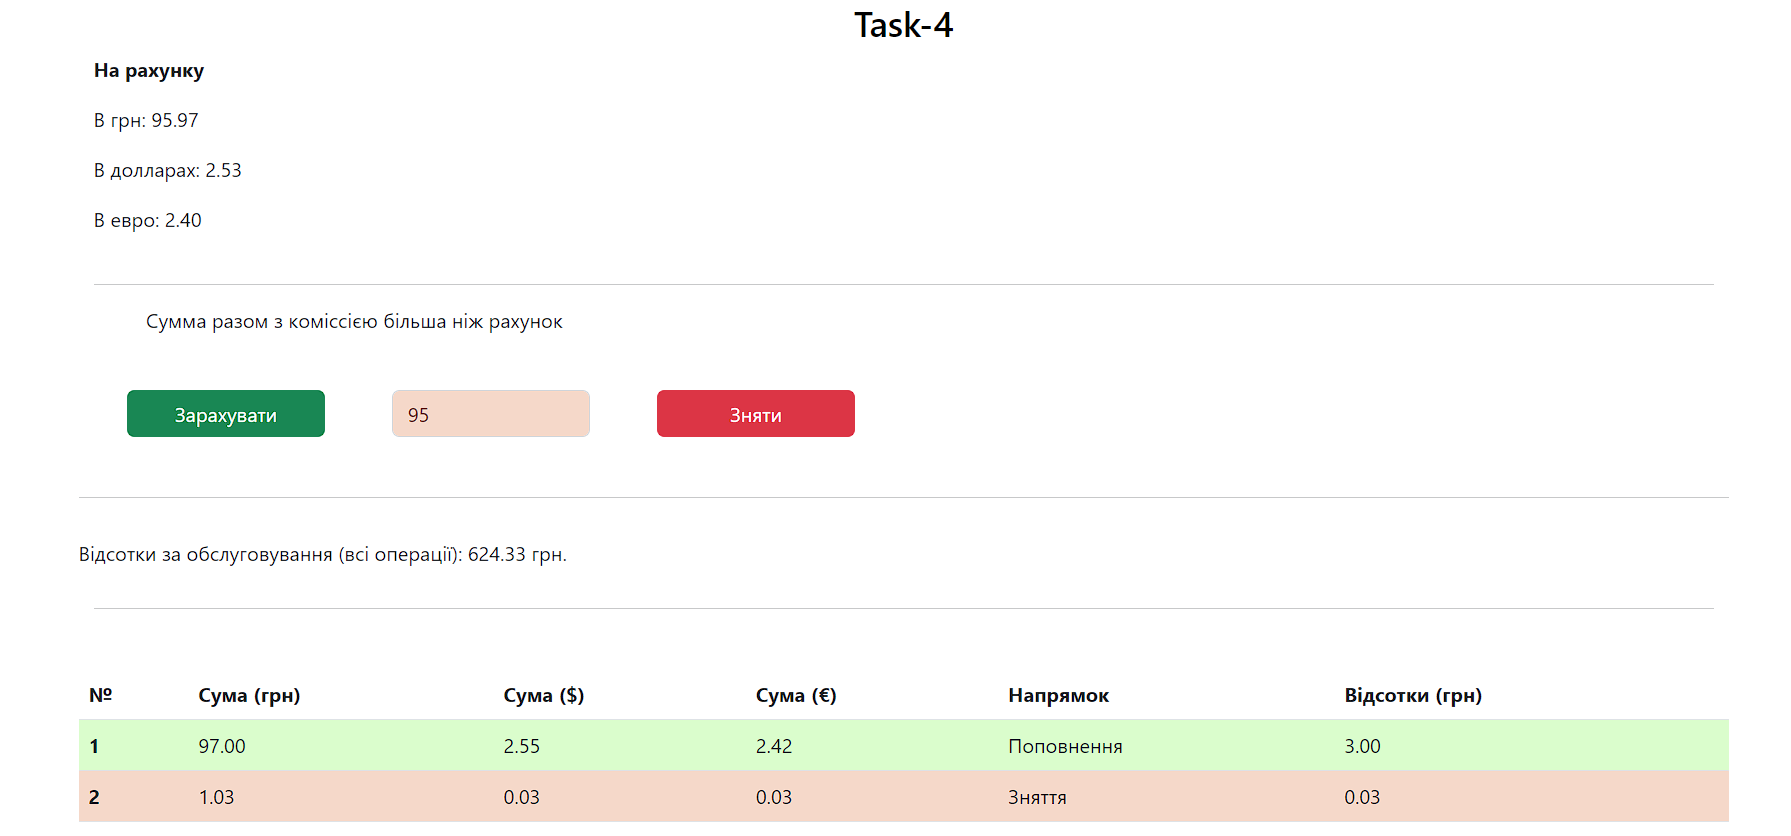 Task-4
На рахунку
В грн: 95.97
В долларах: 2.53
В евро: 2.40
Сумма разом з коміссією більша ніж рахунок
Зарахувати 95 Зняти
Відсотки за обслуговування (всі операції): 624.33 грн.
№ Сума (грн) Сума ($) Сума (€) Напрямок Відсотки (грн)
1 97.00 2.55 2.42 Поповнення 3.00
2 1.03 0.03 0.03 Зняття 0.03